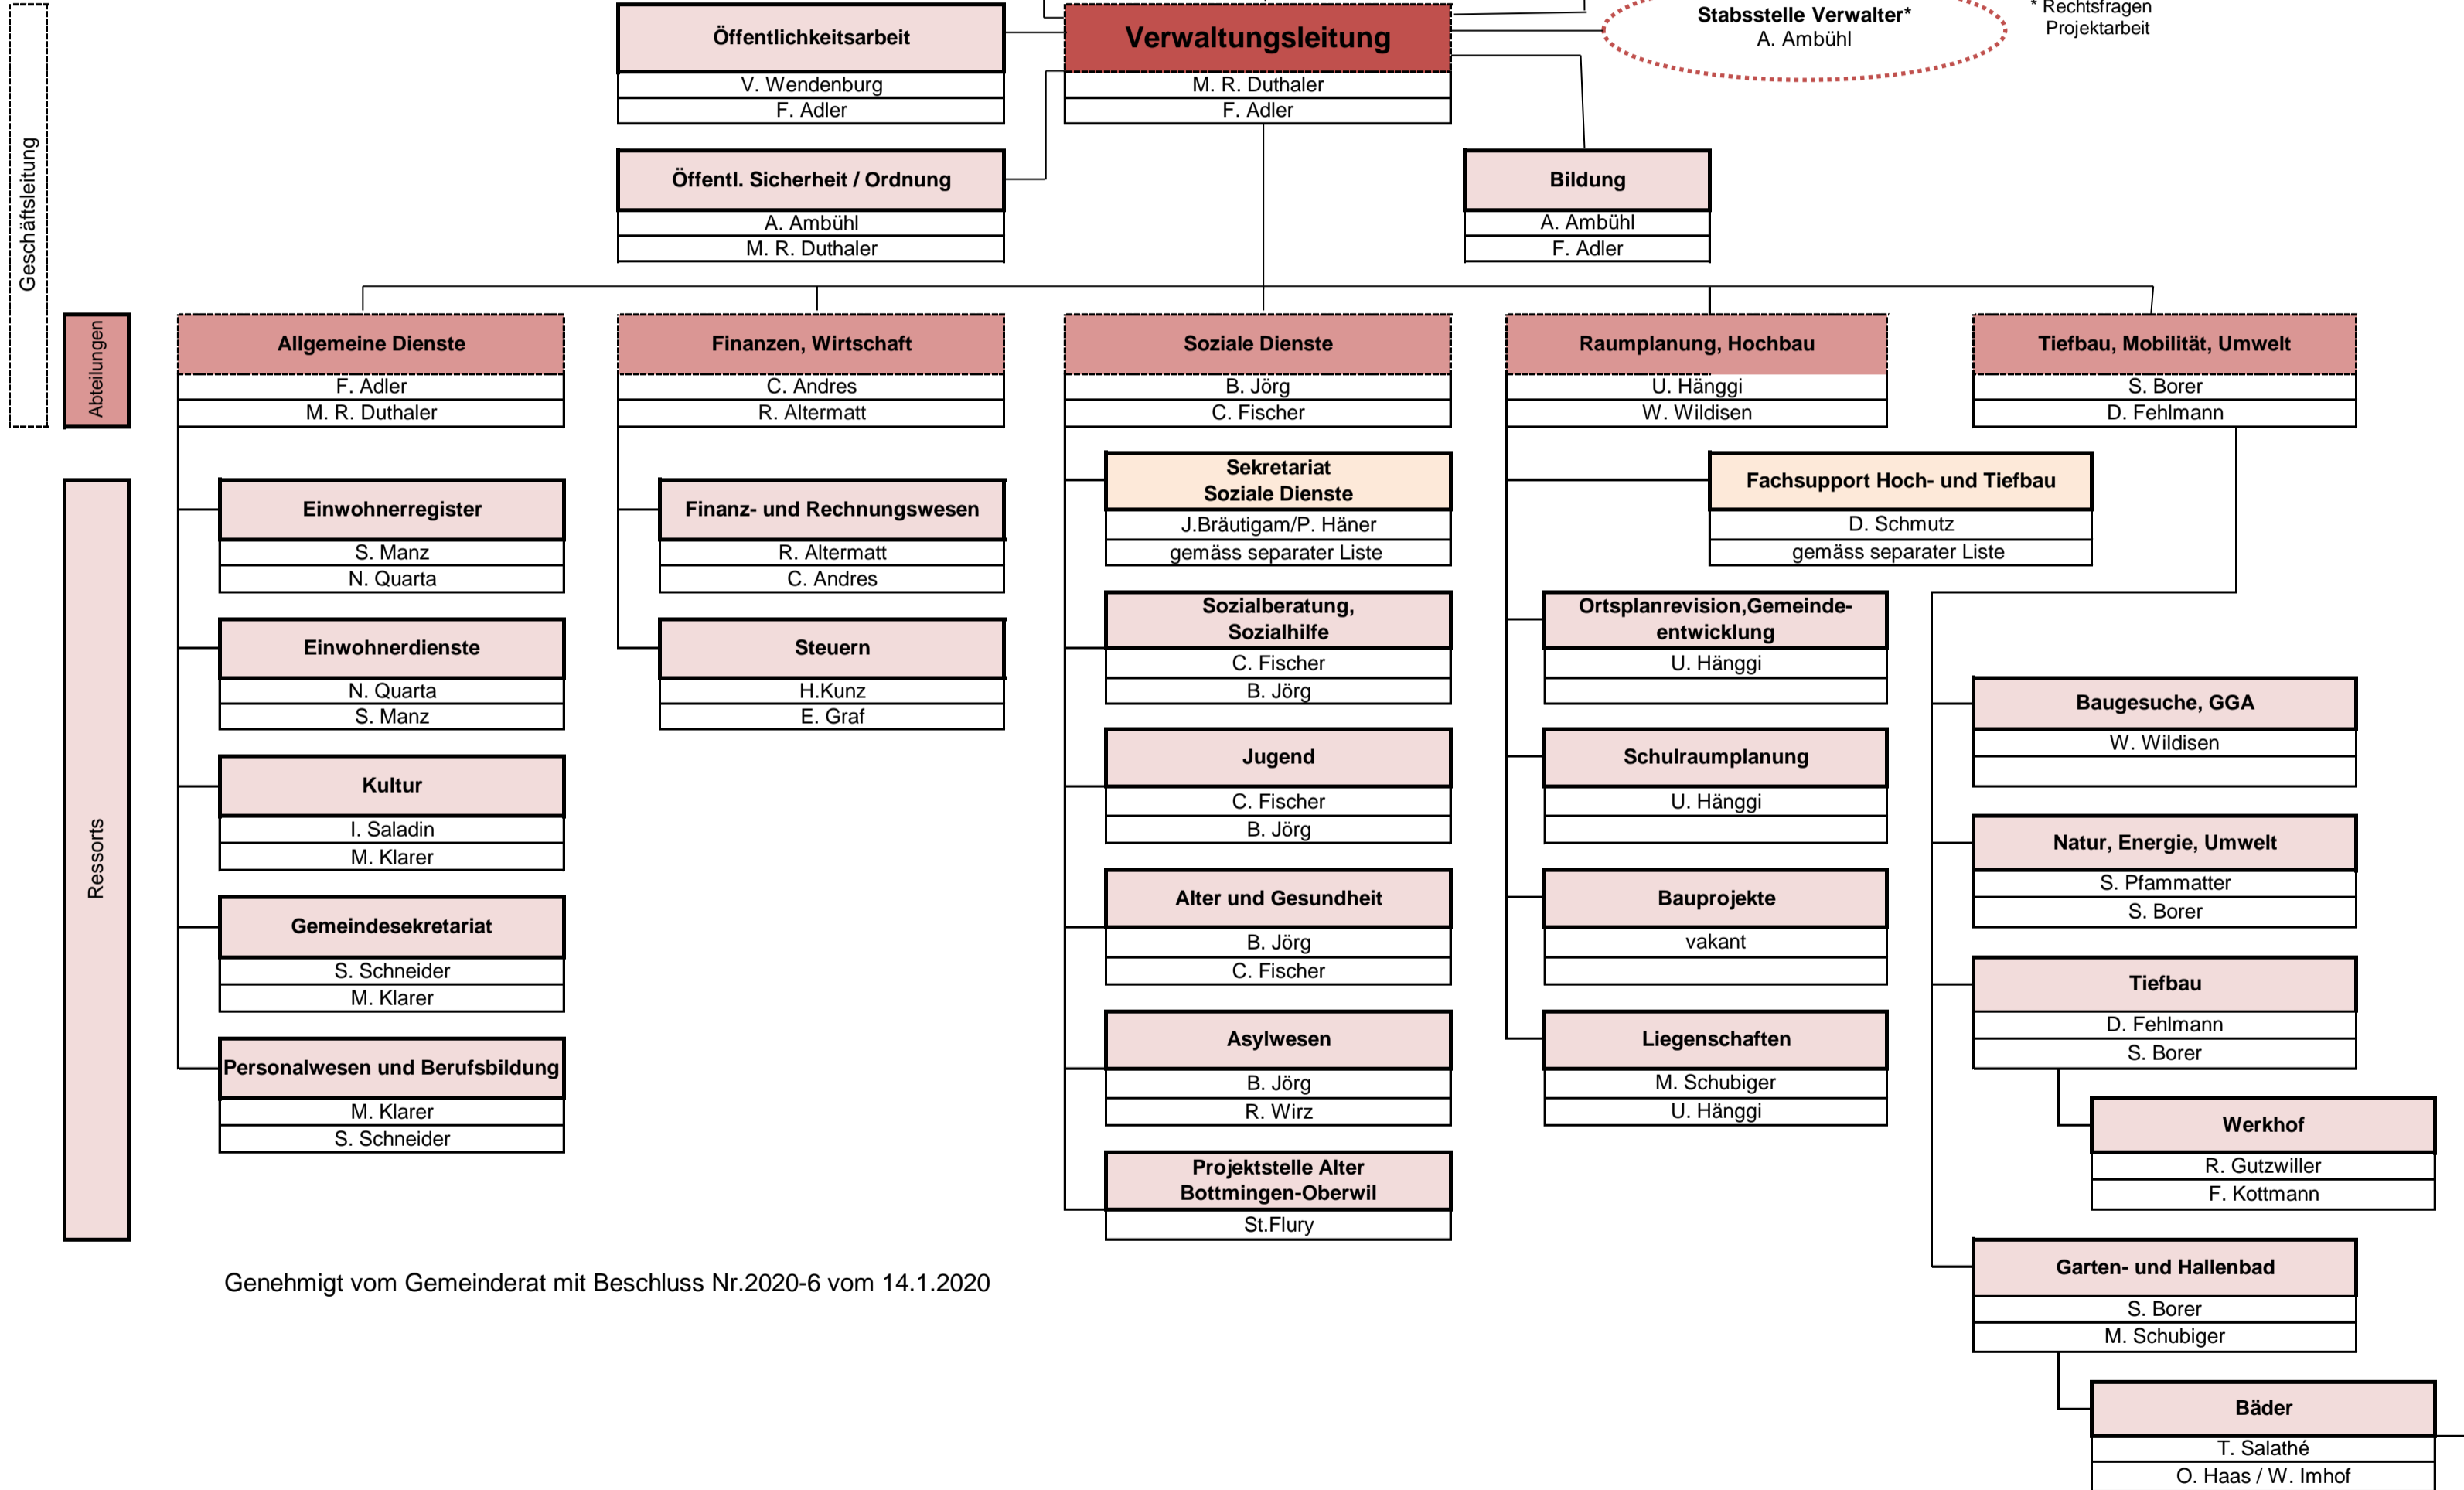 Geschäftsleitung
Öffentlichkeitsarbeit
V. Wendenburg
F. Adler
Verwaltungsleitung
M. R. Duthaler
F. Adler
Stabsstelle Verwalter*
A. Ambühl
* Rechtsfragen
Projektarbeit
Öffentl. Sicherheit / Ordnung
A. Ambühl
M. R. Duthaler
Bildung
A. Ambühl
F. Adler
Abteilungen
Allgemeine Dienste
F. Adler
M. R. Duthaler
Finanzen, Wirtschaft
C. Andres
R. Altermatt
Soziale Dienste
B. Jörg
C. Fischer
Raumplanung, Hochbau
U. Hänggi
W. Wildisen
Tiefbau, Mobilität, Umwelt
S. Borer
D. Fehlmann
Ressorts
Einwohnerregister
S. Manz
N. Quarta
Einwohnerdienste
N. Quarta
S. Manz
Kultur
I. Saladin
M. Klarer
Gemeindesekretariat
S. Schneider
M. Klarer
Personalwesen und Berufsbildung
M. Klarer
S. Schneider
Finanz- und Rechnungswesen
R. Altermatt
C. Andres
Steuern
H.Kunz
E. Graf
Sekretariat
Soziale Dienste
J.Bräutigam/P. Häner
gemäss separater Liste
Sozialberatung,
Sozialhilfe
C. Fischer
B. Jörg
Jugend
C. Fischer
B. Jörg
Alter und Gesundheit
B. Jörg
C. Fischer
Asylwesen
B. Jörg
R. Wirz
Projektstelle Alter
Bottmingen-Oberwil
St.Flury
Fachsupport Hoch- und Tiefbau
D. Schmutz
gemäss separater Liste
Ortsplanrevision,Gemeinde-
entwicklung
U. Hänggi
Schulraumplanung
U. Hänggi
Bauprojekte
vakant
Liegenschaften
M. Schubiger
U. Hänggi
Baugesuche, GGA
W. Wildisen
Natur, Energie, Umwelt
S. Pfammatter
S. Borer
Tiefbau
D. Fehlmann
S. Borer
Werkhof
R. Gutzwiller
F. Kottmann
Garten- und Hallenbad
S. Borer
M. Schubiger
Bäder
T. Salathé
O. Haas / W. Imhof
Genehmigt vom Gemeinderat mit Beschluss Nr.2020-6 vom 14.1.2020